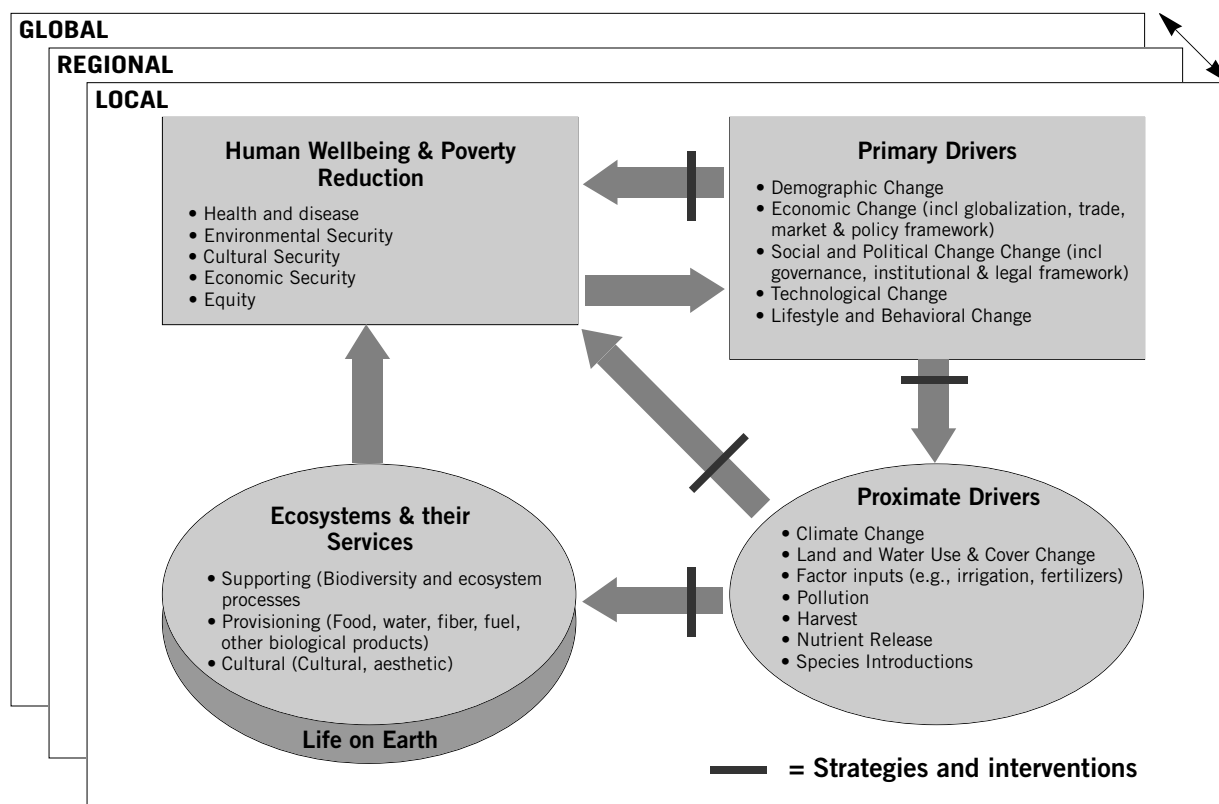 GLOBAL
REGIONAL
LOCAL
Human Wellbeing & Poverty
Reduction
• Health and disease
• Environmental Security
• Cultural Security
• Economic Security
• Equity
Primary Drivers
• Demographic Change
• Economic Change (incl globalization, trade,
market & policy framework)
• Social and Political Change Change (incl
governance, institutional & legal framework)
• Technological Change
• Lifestyle and Behavioral Change
Ecosystems & their
Services
• Supporting (Biodiversity and ecosystem
processes
• Provisioning (Food, water, fiber, fuel,
other biological products)
• Cultural (Cultural, aesthetic)
Life on Earth
Proximate Drivers
• Climate Change
• Land and Water Use & Cover Change
• Factor inputs (e.g., irrigation, fertilizers)
• Pollution
• Harvest
• Nutrient Release
• Species Introductions
= Strategies and interventions